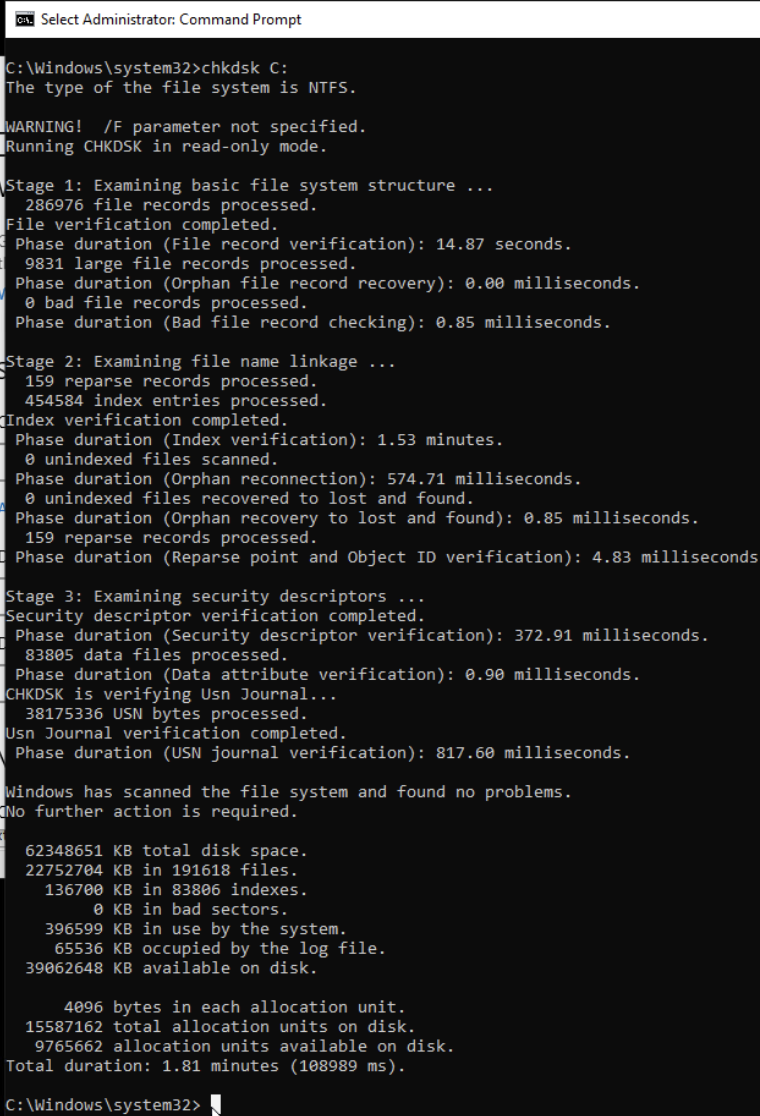 Select Administrator: Command Prompt
C:\Windows\system32>chkdsk C:
The type of the file system is NTFS.
WARNING!  /F parameter not specified.
Running CHKDSK in read-only mode.
Stage 1: Examining basic file system structure ...
  286976 file records processed.
File verification completed.
 Phase duration (File record verification): 14.87 seconds.
  9831 large file records processed.
 Phase duration (Orphan file record recovery): 0.00 milliseconds.
  0 bad file records processed.
 Phase duration (Bad file record checking): 0.85 milliseconds.
Stage 2: Examining file name linkage ...
  159 reparse records processed.
  454584 index entries processed.
Index verification completed.
 Phase duration (Index verification): 1.53 minutes.
  0 unindexed files scanned.
 Phase duration (Orphan reconnection): 574.71 milliseconds.
  0 unindexed files recovered to lost and found.
 Phase duration (Orphan recovery to lost and found): 0.85 milliseconds.
  159 reparse records processed.
 Phase duration (Reparse point and Object ID verification): 4.83 milliseconds
Stage 3: Examining security descriptors ...
Security descriptor verification completed.
 Phase duration (Security descriptor verification): 372.91 milliseconds.
  83805 data files processed.
 Phase duration (Data attribute verification): 0.90 milliseconds.
CHKDSK is verifying Usn Journal...
  38175336 USN bytes processed.
Usn Journal verification completed.
 Phase duration (USN journal verification): 817.60 milliseconds.
Windows has scanned the file system and found no problems.
No further action is required.
  62348651 KB total disk space.
  22752704 KB in 191618 files.
    136700 KB in 83806 indexes.
         0 KB in bad sectors.
    396599 KB in use by the system.
     65536 KB occupied by the log file.
  39062648 KB available on disk.
      4096 bytes in each allocation unit.
  15587162 total allocation units on disk.
   9765662 allocation units available on disk.
Total duration: 1.81 minutes (108989 ms).
C:\Windows\system32>